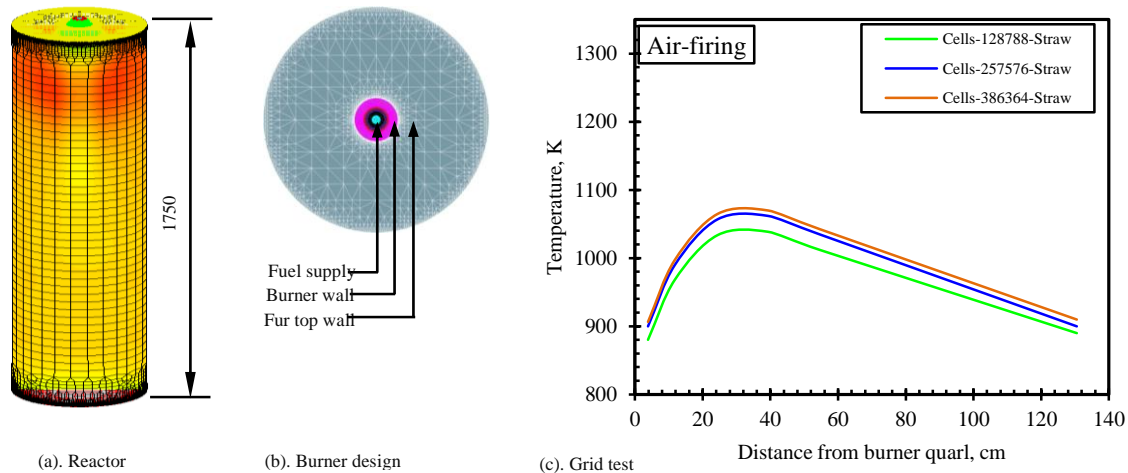 1750
(a). Reactor
Fuel supply
Burner wall
Fur top wall
(b). Burner design
Air-firing
Cells-128788-Straw
Cells-257576-Straw
Cells-386364-Straw
Temperature, K
1300
1200
1100
1000
900
800
0 20 40 60 80 100 120 140
Distance from burner quarl, cm
(c). Grid test